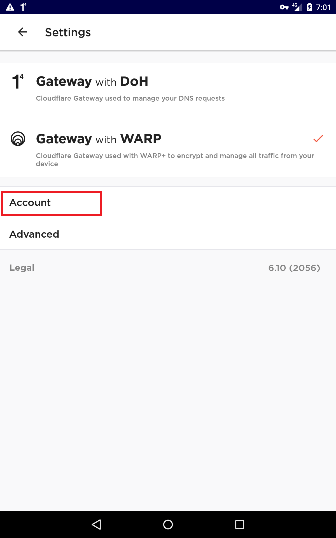 7:01
Settings
1⁴ Gateway with DoH
Cloudflare Gateway used to manage your DNS requests
Gateway with WARP
Cloudflare Gateway used with WARP+ to encrypt and manage all traffic from your
device
Account
Advanced
Legal 6.10 (2056)